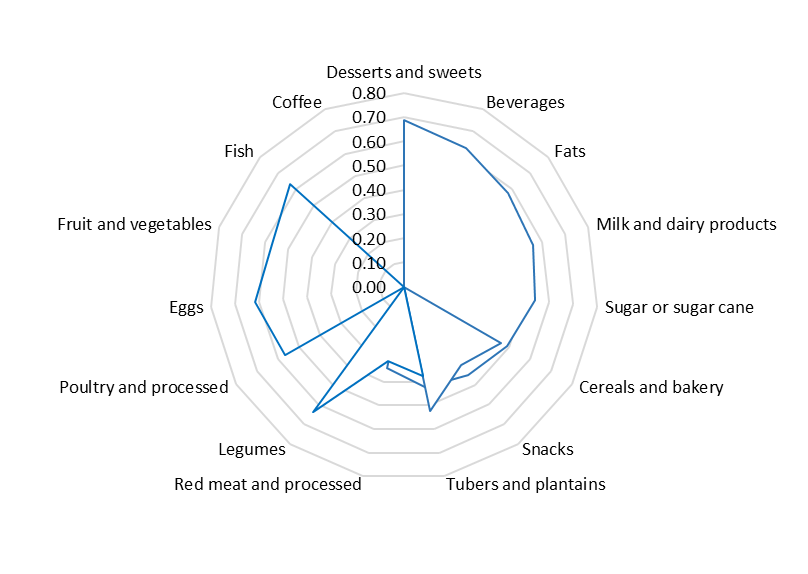 Desserts and sweets
Coffee
0.80
Beverages
0.70
Fish
0.60
Fats
0.50
0.40
Fruit and vegetables
0.30
Milk and dairy products
0.20
0.10
0.00
Eggs
Sugar or sugar cane
Poultry and processed
Cereals and bakery
Legumes
Snacks
Red meat and processed
Tubers and plantains